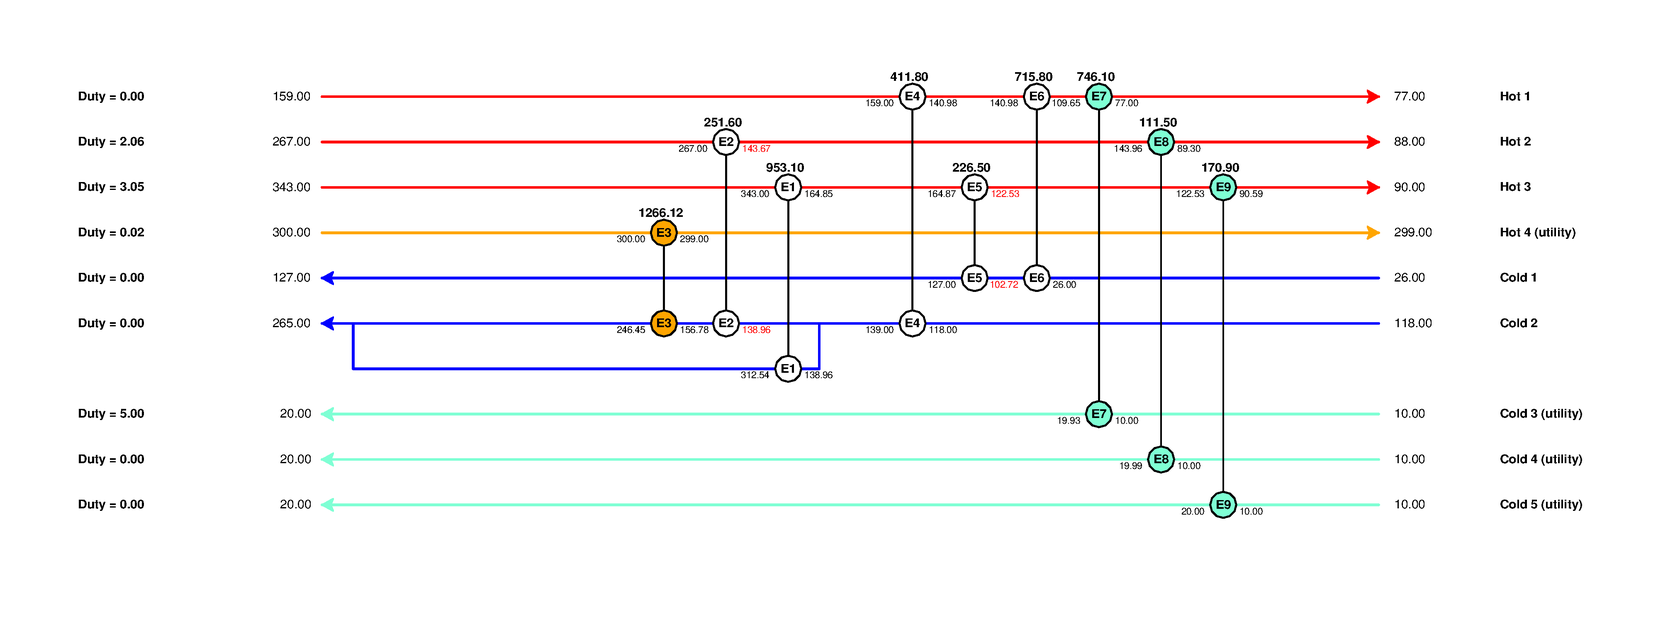 411.80 715.80 746.10
Duty = 0.00 159.00 E4 E6 E7 77.00 Hot 1
159.00 140.98 140.98 109.65 77.00
251.60 111.50
Duty = 2.06 267.00 E2 E8 88.00 Hot 2
267.00 143.67 143.96 89.30
953.10 226.50 170.90
Duty = 3.05 343.00 E1 E5 E9 90.00 Hot 3
343.00 164.85 164.87 122.53 122.53 90.59
1266.12
Duty = 0.02 300.00 E3 299.00 Hot 4 (utility)
300.00 299.00
Duty = 0.00 127.00 E5 E6 26.00 Cold 1
127.00 102.72 26.00
Duty = 0.00 265.00 E3 E2 E4 118.00 Cold 2
246.45 156.78 138.96 139.00 118.00
E1
312.54 138.96
Duty = 5.00 20.00 E7 10.00 Cold 3 (utility)
19.93 10.00
Duty = 0.00 20.00 E8 10.00 Cold 4 (utility)
19.99 10.00
Duty = 0.00 20.00 E9 10.00 Cold 5 (utility)
20.00 10.00